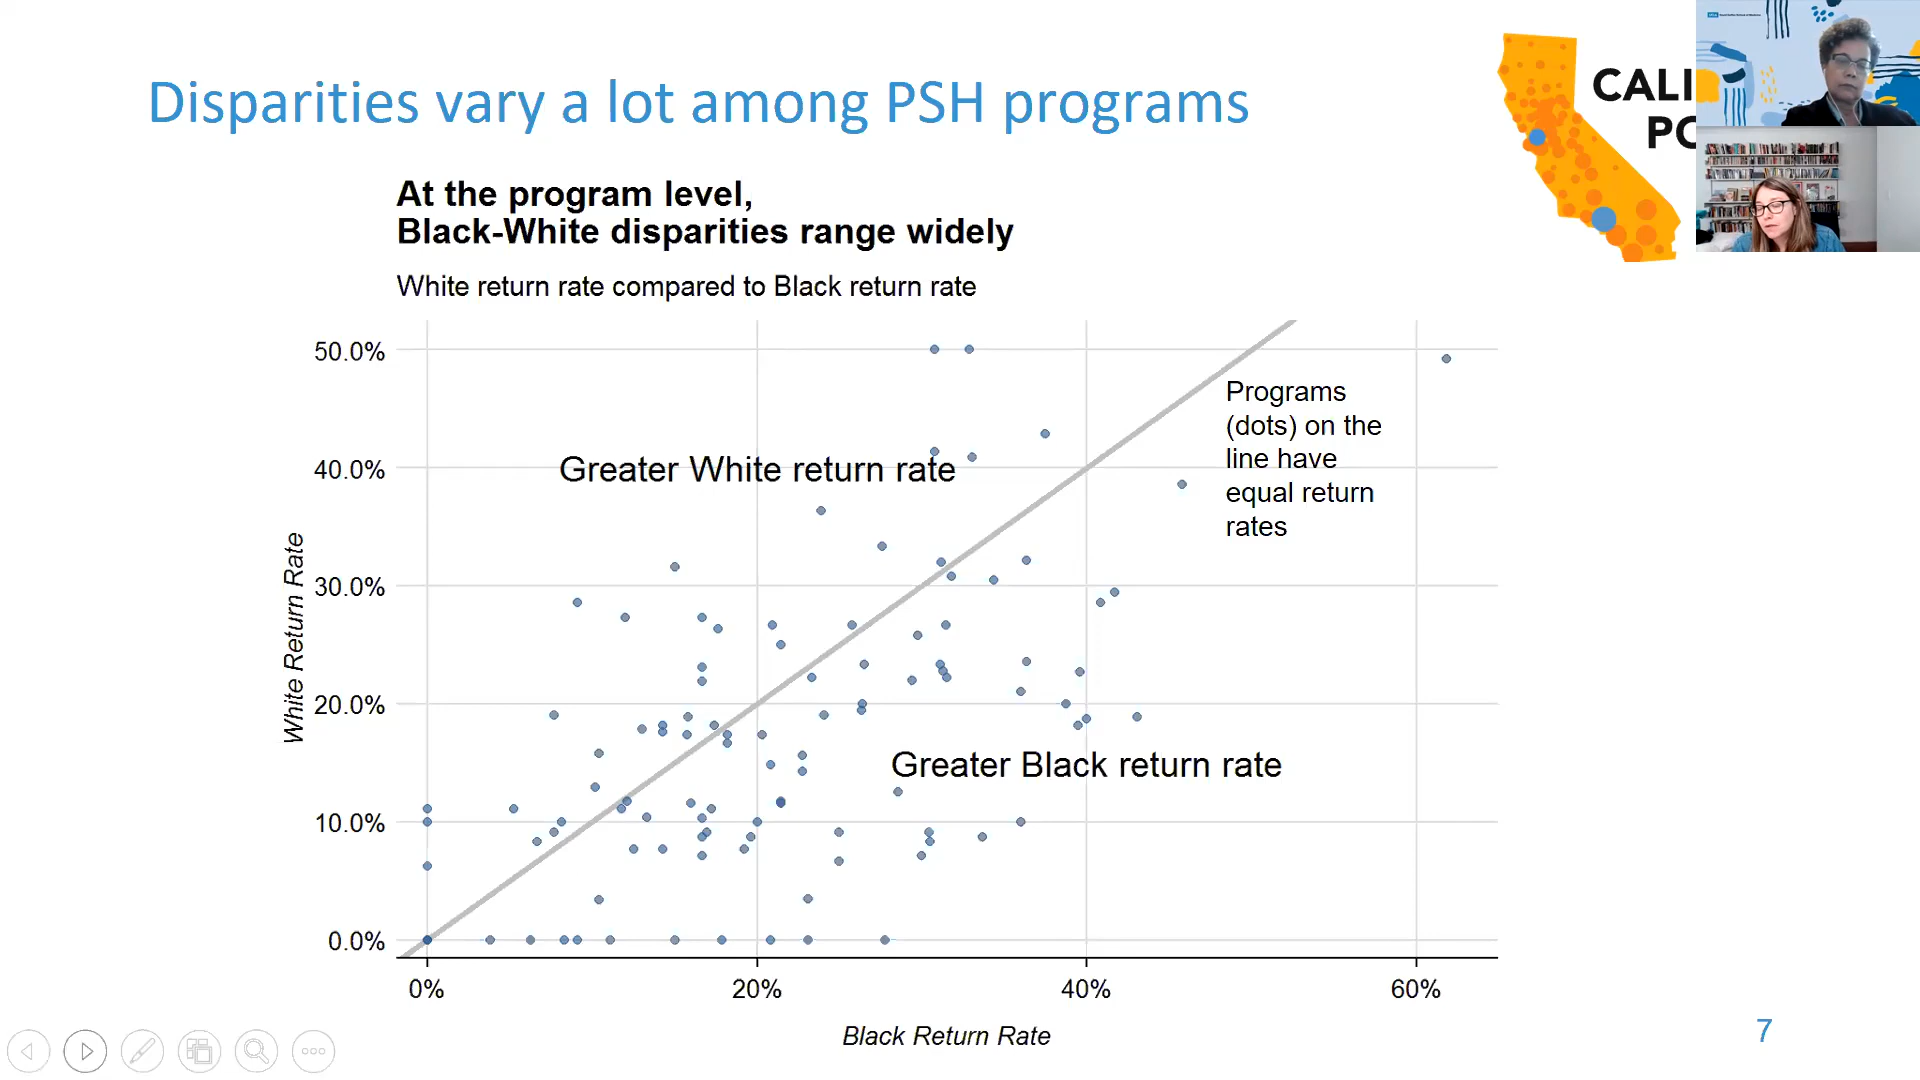 Disparities vary a lot among PSH programs
CALI
PO
At the program level,
Black-White disparities range widely
White return rate compared to Black return rate
50.0%
40.0%
30.0%
20.0%
10.0%
0.0%
White Return Rate
Greater White return rate
Programs
(dots) on the
line have
equal return
rates
Greater Black return rate
0%
20%
40%
60%
Black Return Rate
7